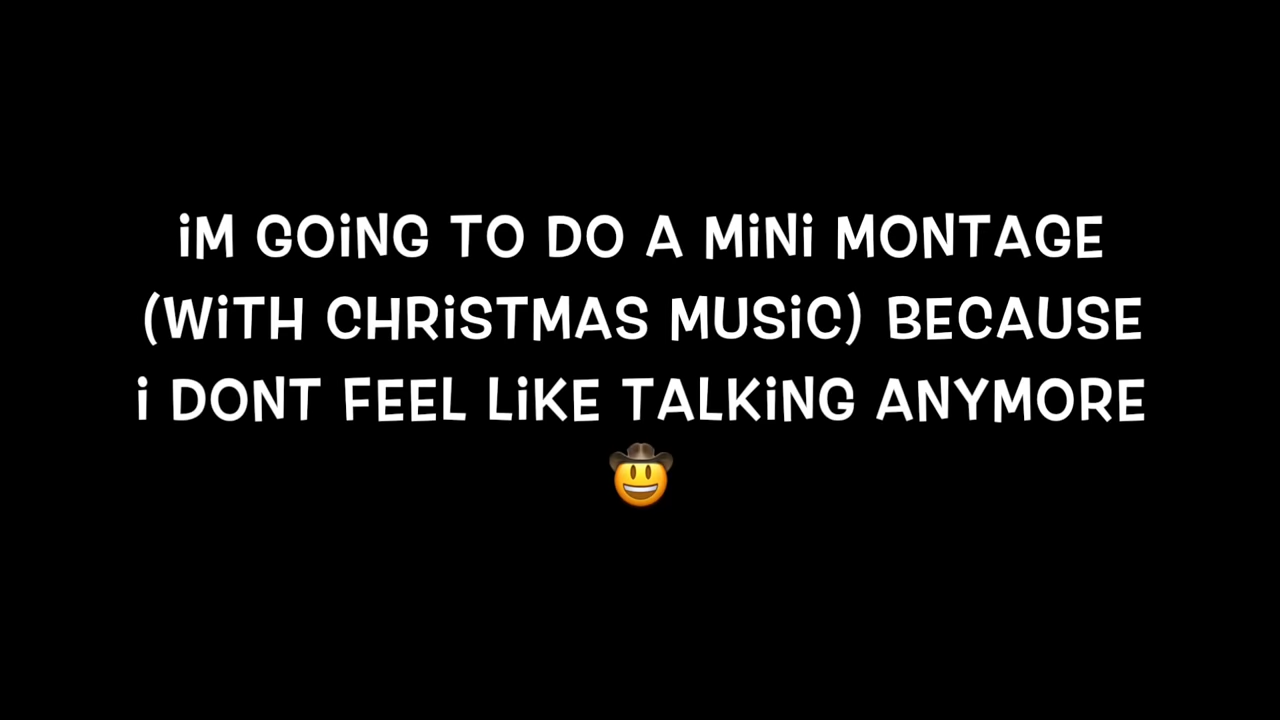 iM GOiNG TO DO A MiNi MONTAGE
(WiTH CHRiSTMAS MUSiC) BECAUSE
i DONT FEEL LiKE TALKiNG ANYMORE
🤠